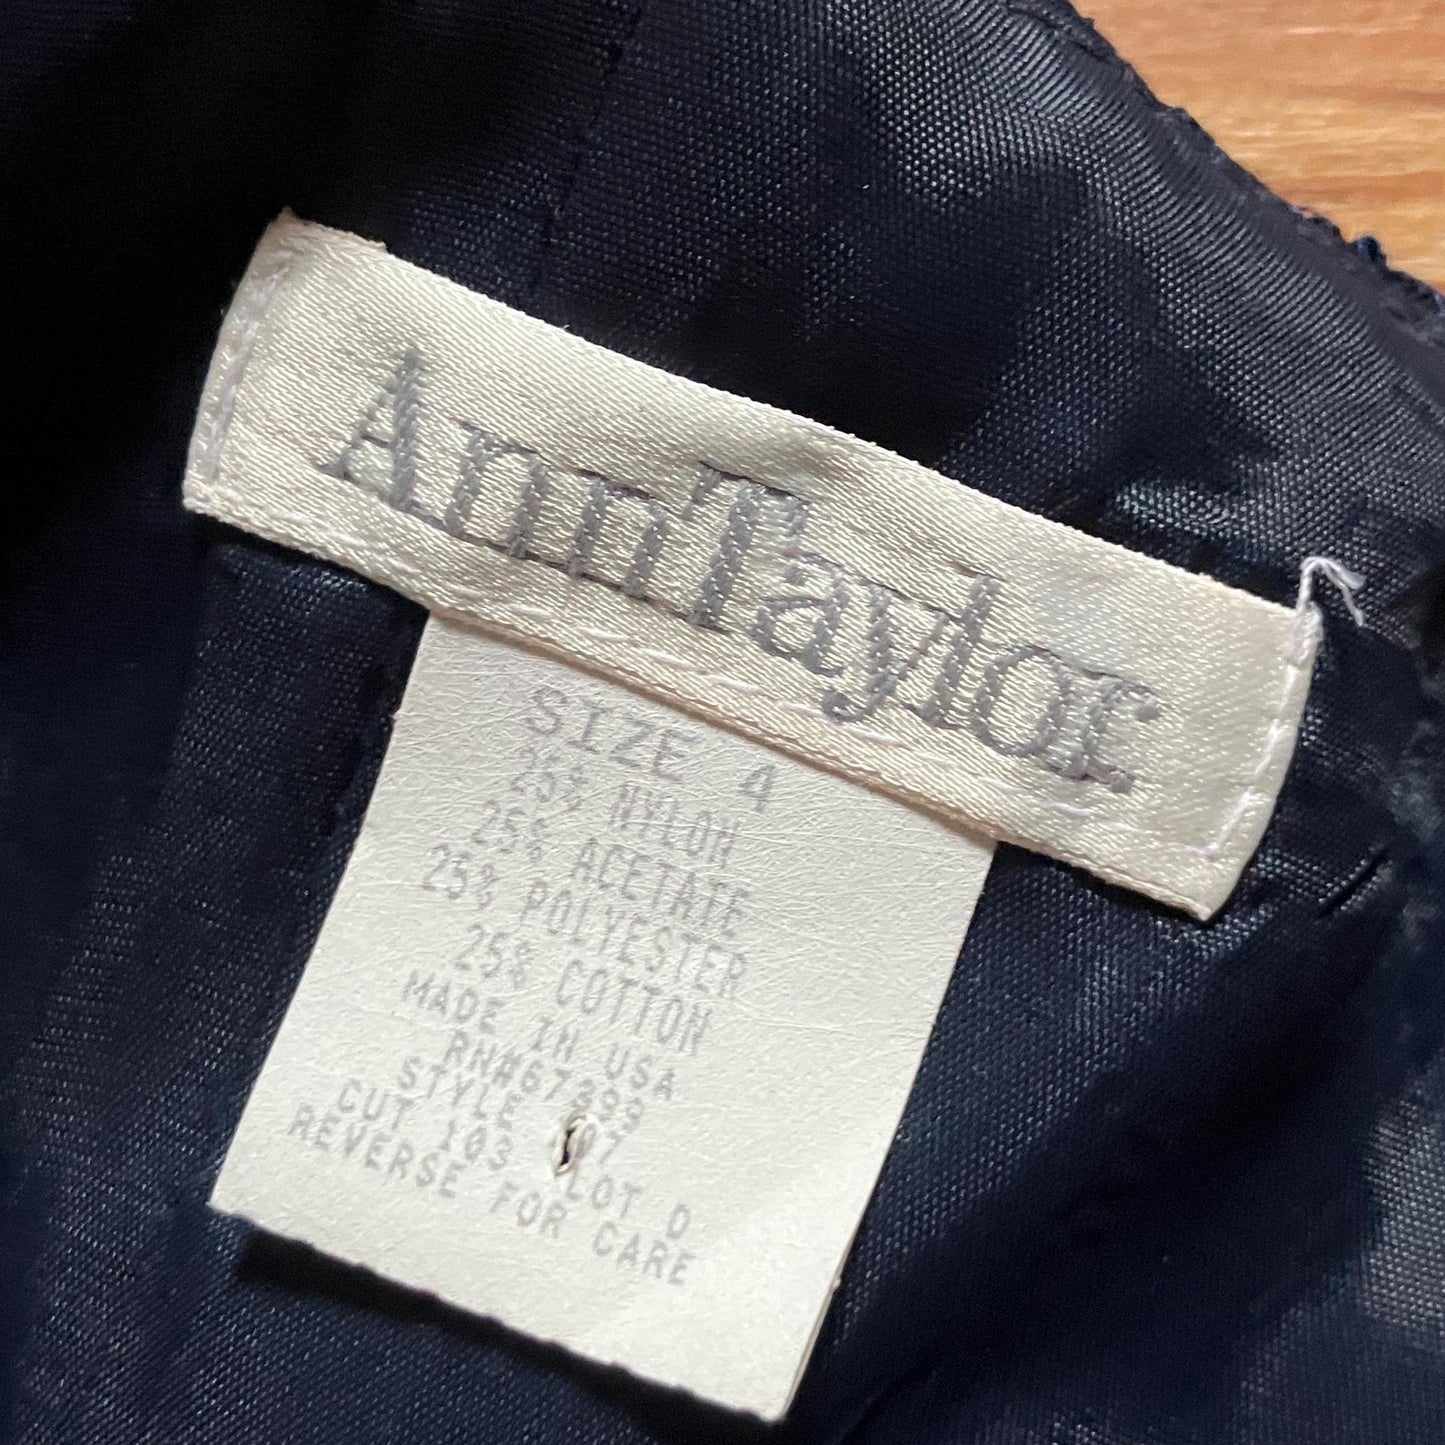 AnnTaylor
SIZE 4
25% NYLON
25% ACETATE
25% POLYESTER
25% COTTON
MADE IN USA
RN#67399
STYLE
CUT 103 LOT D
REVERSE FOR CARE